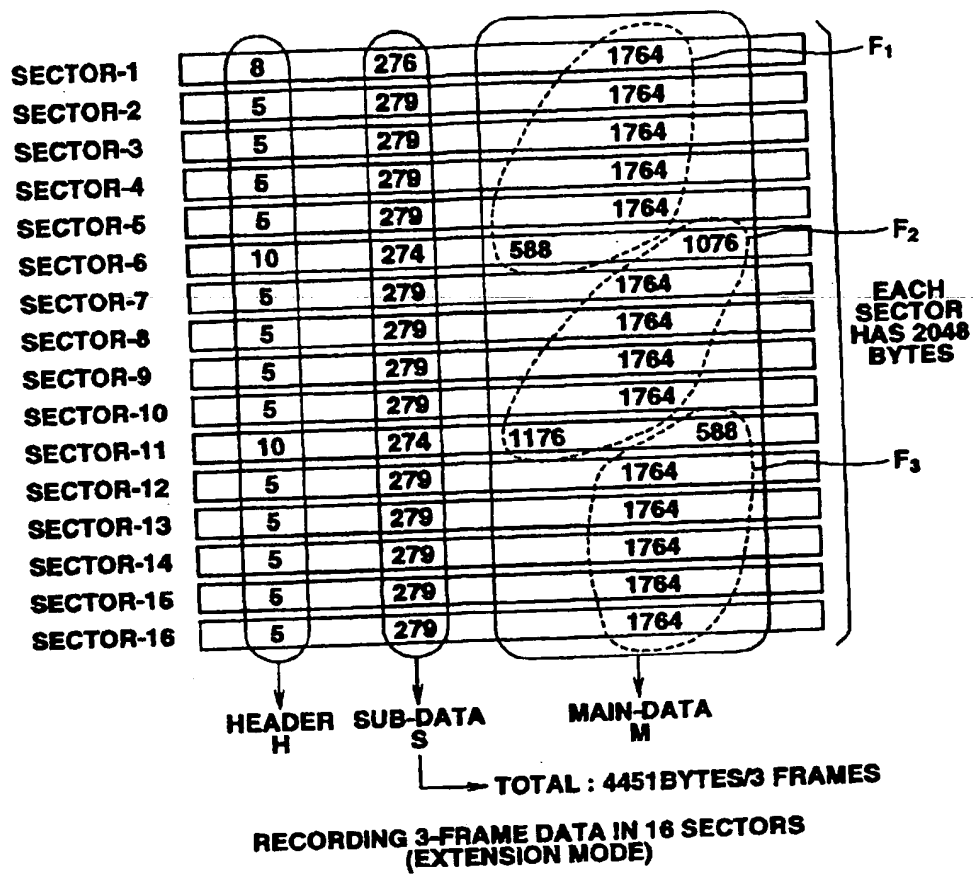 SECTOR-1 8 276 1764 F1
SECTOR-2 5 279 1764
SECTOR-3 5 279 1764
SECTOR-4 5 279 1764
SECTOR-5 5 279 1764
SECTOR-6 10 274 588 1076 F2
SECTOR-7 5 279 1764
SECTOR-8 5 279 1764
SECTOR-9 5 279 1764
SECTOR-10 5 279 1764
SECTOR-11 10 274 1176 588
SECTOR-12 5 279 1764 F3
SECTOR-13 5 279 1764
SECTOR-14 5 279 1764
SECTOR-15 5 279 1764
SECTOR-16 5 279 1764
EACH
SECTOR
HAS 2048
BYTES
HEADER
H
SUB-DATA
S
MAIN-DATA
M
TOTAL : 4451BYTES/3 FRAMES
RECORDING 3-FRAME DATA IN 16 SECTORS
(EXTENSION MODE)